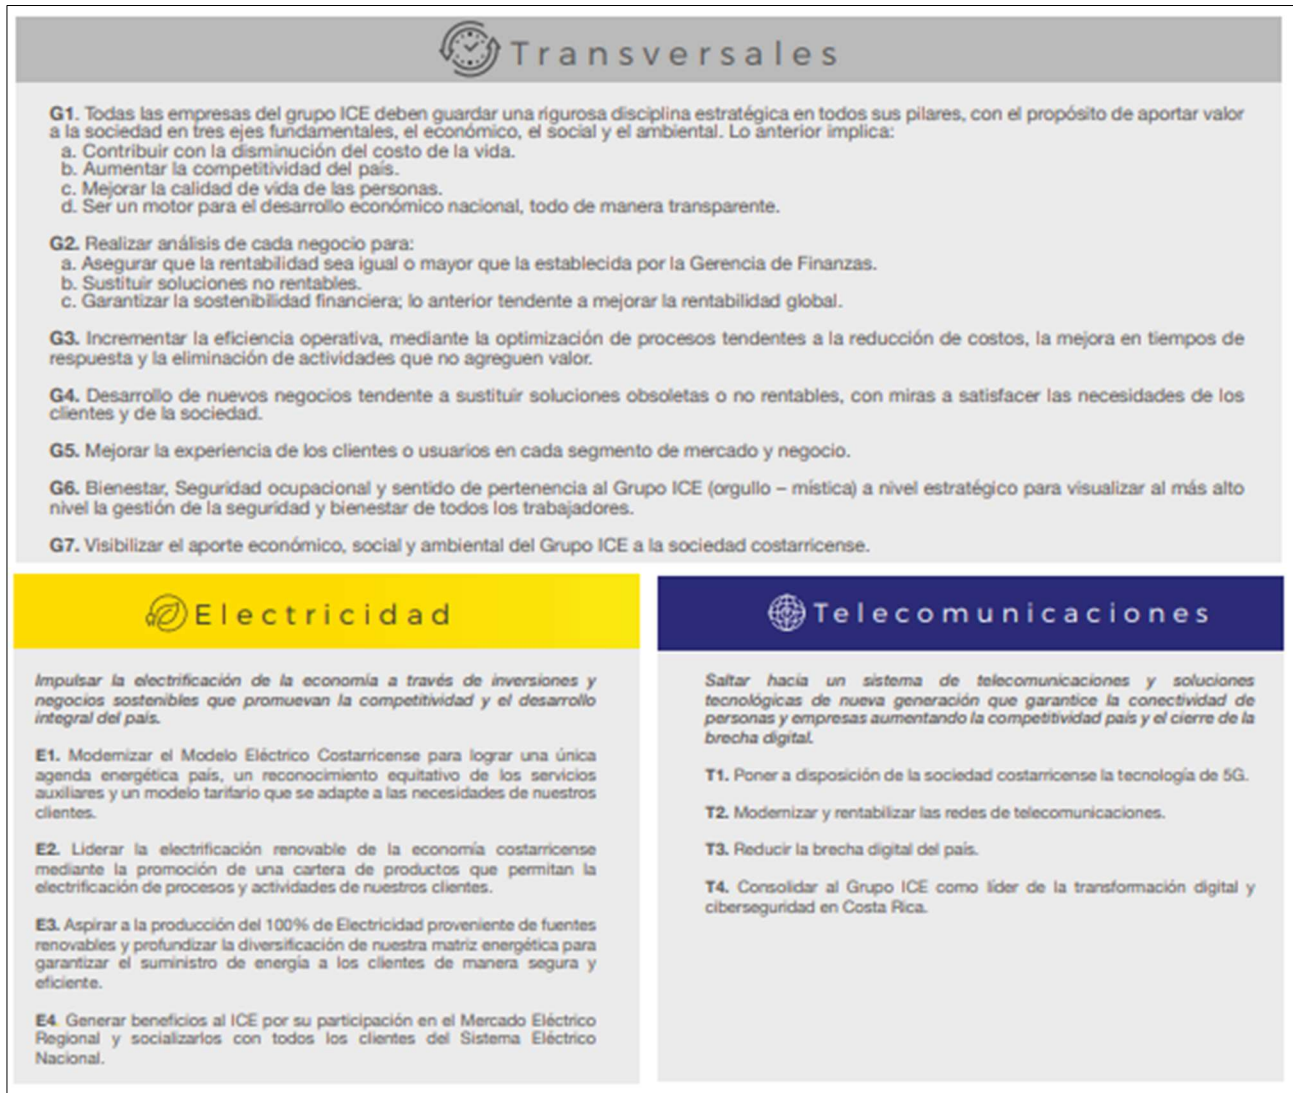 Transversales
G1. Todas las empresas del grupo ICE deben guardar una rigurosa disciplina estratégica en todos sus pilares, con el propósito de aportar valor
a la sociedad en tres ejes fundamentales, el económico, el social y el ambiental. Lo anterior implica:
a. Contribuir con la disminución del costo de la vida.
b. Aumentar la competitividad del país.
c. Mejorar la calidad de vida de las personas.
d. Ser un motor para el desarrollo económico nacional, todo de manera transparente.
G2. Realizar análisis de cada negocio para:
a. Asegurar que la rentabilidad sea igual o mayor que la establecida por la Gerencia de Finanzas.
b. Sustituir soluciones no rentables.
c. Garantizar la sostenibilidad financiera; lo anterior tendente a mejorar la rentabilidad global.
G3. Incrementar la eficiencia operativa, mediante la optimización de procesos tendentes a la reducción de costos, la mejora en tiempos de
respuesta y la eliminación de actividades que no agreguen valor.
G4. Desarrollo de nuevos negocios tendente a sustituir soluciones obsoletas o no rentables, con miras a satisfacer las necesidades de los
clientes y de la sociedad.
G5. Mejorar la experiencia de los clientes o usuarios en cada segmento de mercado y negocio.
G6. Bienestar, Seguridad ocupacional y sentido de pertenencia al Grupo ICE (orgullo – mística) a nivel estratégico para visualizar al más alto
nivel la gestión de la seguridad y bienestar de todos los trabajadores.
G7. Visibilizar el aporte económico, social y ambiental del Grupo ICE a la sociedad costarricense.
Electricidad
Impulsar la electrificación de la economía a través de inversiones y
negocios sostenibles que promuevan la competitividad y el desarrollo
integral del país.
E1. Modernizar el Modelo Eléctrico Costarricense para lograr una única
agenda energética país, un reconocimiento equitativo de los servicios
auxiliares y un modelo tarifario que se adapte a las necesidades de nuestros
clientes.
E2. Liderar la electrificación renovable de la economía costarricense
mediante la promoción de una cartera de productos que permitan la
electrificación de procesos y actividades de nuestros clientes.
E3. Aspirar a la producción del 100% de Electricidad proveniente de fuentes
renovables y profundizar la diversificación de nuestra matriz energética para
garantizar el suministro de energía a los clientes de manera segura y
eficiente.
E4. Generar beneficios al ICE por su participación en el Mercado Eléctrico
Regional y socializarlos con todos los clientes del Sistema Eléctrico
Nacional.
Telecomunicaciones
Saltar hacia un sistema de telecomunicaciones y soluciones
tecnológicas de nueva generación que garantice la conectividad de
personas y empresas aumentando la competitividad país y el cierre de la
brecha digital.
T1. Poner a disposición de la sociedad costarricense la tecnología de 5G.
T2. Modernizar y rentabilizar las redes de telecomunicaciones.
T3. Reducir la brecha digital del país.
T4. Consolidar al Grupo ICE como líder de la transformación digital y
ciberseguridad en Costa Rica.